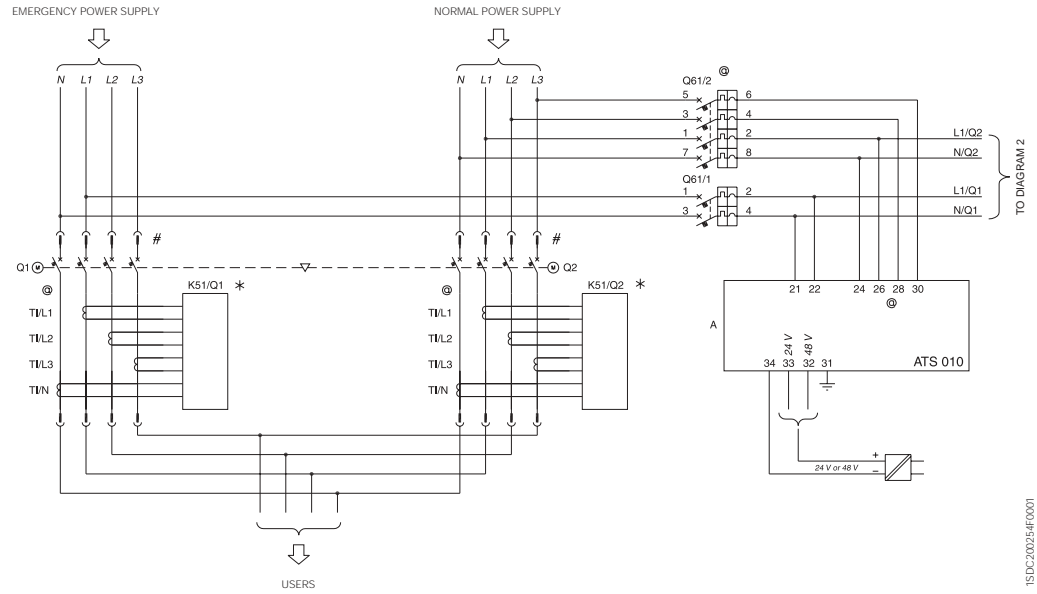 EMERGENCY POWER SUPPLY
NORMAL POWER SUPPLY
N L1 L2 L3
N L1 L2 L3
Q61/2 @
5 6
3 4
1 2 L1/Q2
7 8 N/Q2
Q61/1
1 2 L1/Q1
3 4 N/Q1
TO DIAGRAM 2
#
#
Q1 M
M Q2
@
K51/Q1 *
TI/L1
TI/L2
TI/L3
TI/N
@
K51/Q2 *
TI/L1
TI/L2
TI/L3
TI/N
21 22 24 26 28 30
@
A
24 V
48 V
ATS 010
34 33 32 31
+
24 V or 48 V
−
USERS
1SDC200254F0001